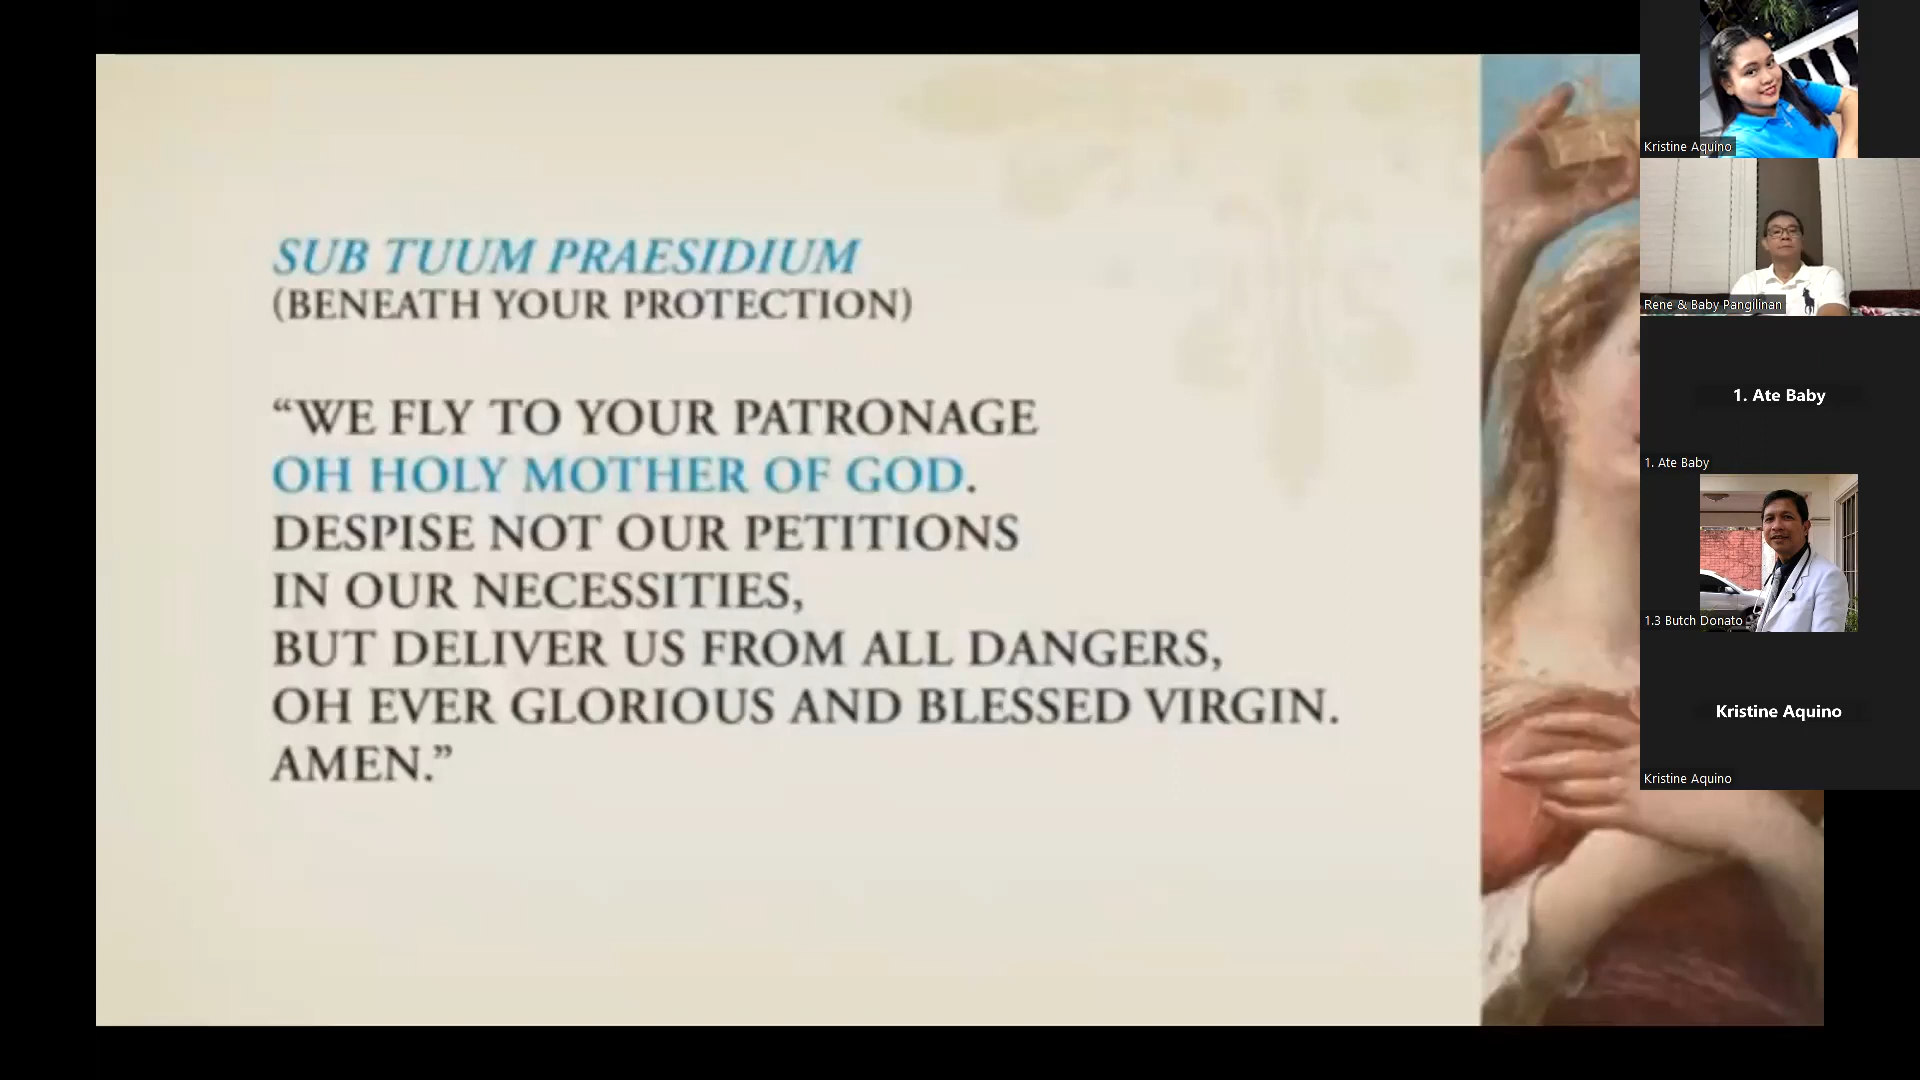 SUB TUUM PRAESIDIUM
(BENEATH YOUR PROTECTION)
“WE FLY TO YOUR PATRONAGE
OH HOLY MOTHER OF GOD.
DESPISE NOT OUR PETITIONS
IN OUR NECESSITIES,
BUT DELIVER US FROM ALL DANGERS,
OH EVER GLORIOUS AND BLESSED VIRGIN.
AMEN.”
Kristine Aquino
Rene & Baby Pangilinan
1. Ate Baby
1. Ate Baby
1.3 Butch Donato
Kristine Aquino
Kristine Aquino